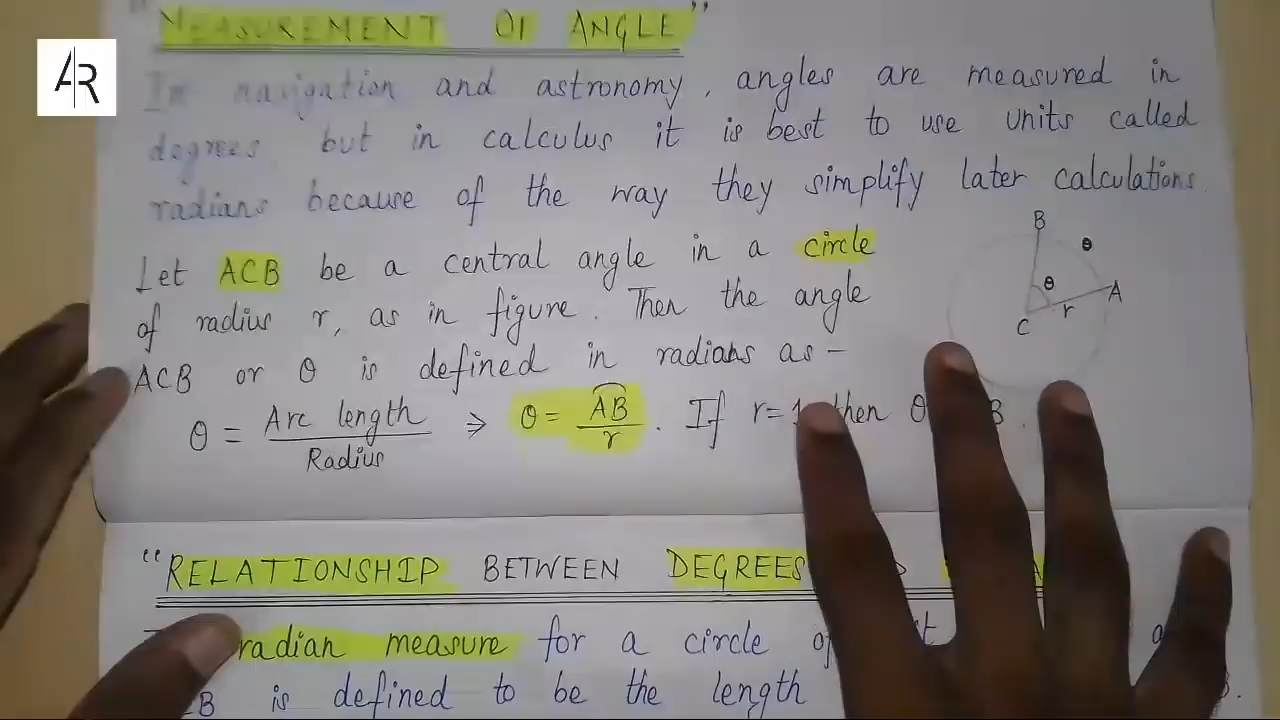 AR
"MEASUREMENT OF ANGLE"
In navigation and astronomy, angles are measured in
degrees but in calculus it is best to use units called
radians because of the way they simplify later calculations
Let ACB be a central angle in a circle
of radius r, as in figure. Then the angle
ACB or θ is defined in radians as —
θ = Arc length / Radius ⇒ θ = AB / r . If r= then θ B.
B
θ
θ
A
r
C
"RELATIONSHIP BETWEEN DEGREES
radian measure for a circle
is defined to be the length